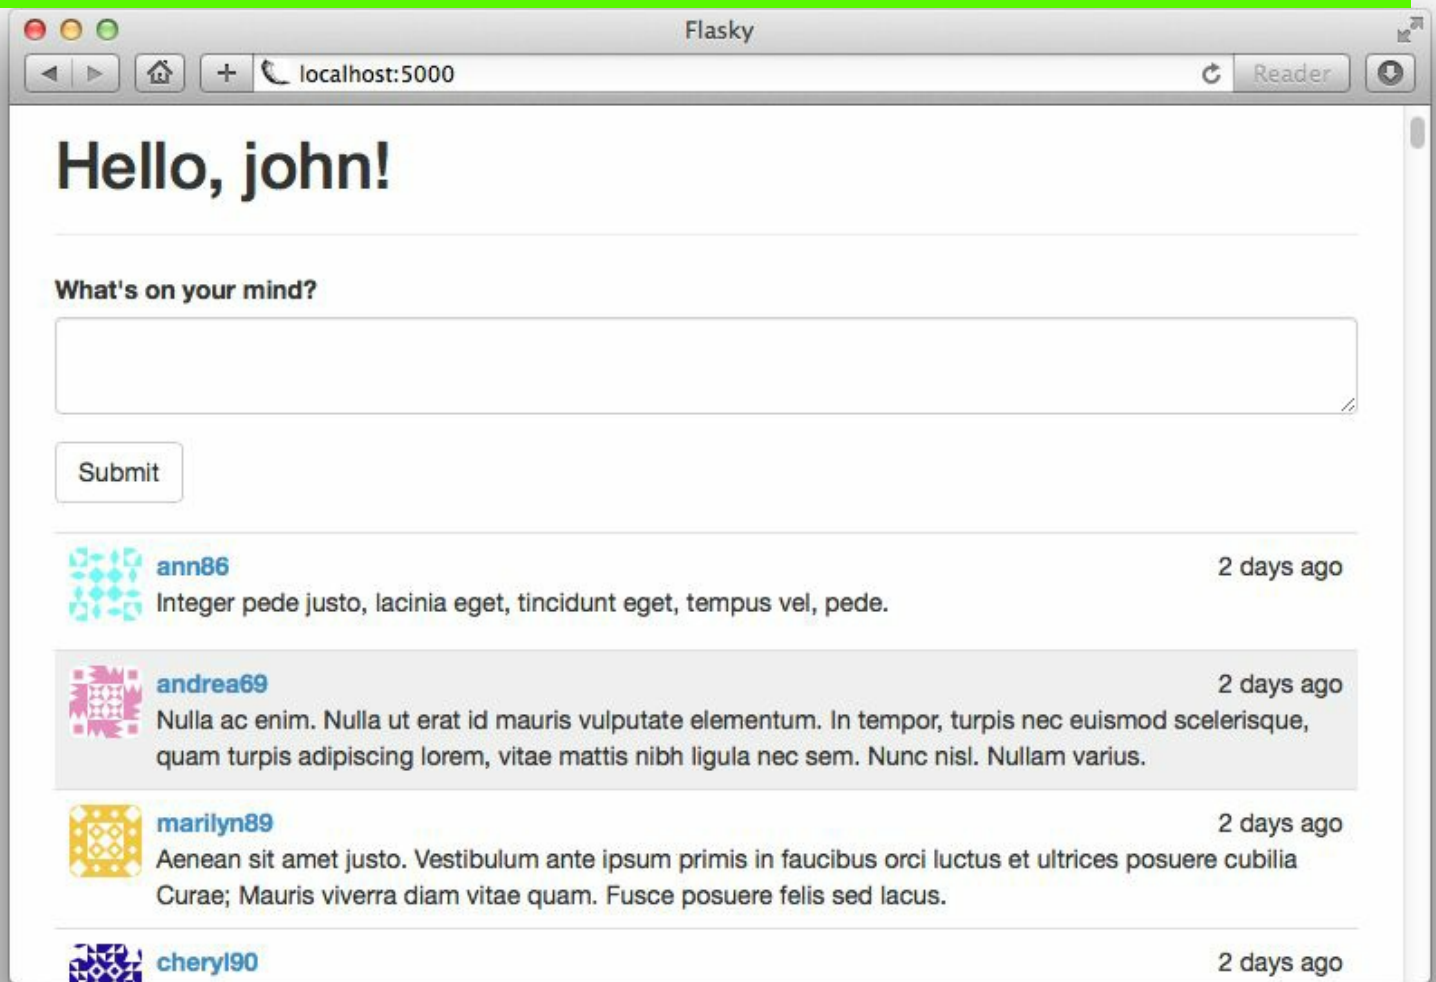 Flasky
localhost:5000
Reader
Hello, john!
What's on your mind?
Submit
ann86 2 days ago
Integer pede justo, lacinia eget, tincidunt eget, tempus vel, pede.
andrea69 2 days ago
Nulla ac enim. Nulla ut erat id mauris vulputate elementum. In tempor, turpis nec euismod scelerisque,
quam turpis adipiscing lorem, vitae mattis nibh ligula nec sem. Nunc nisl. Nullam varius.
marilyn89 2 days ago
Aenean sit amet justo. Vestibulum ante ipsum primis in faucibus orci luctus et ultrices posuere cubilia
Curae; Mauris viverra diam vitae quam. Fusce posuere felis sed lacus.
cheryl90 2 days ago